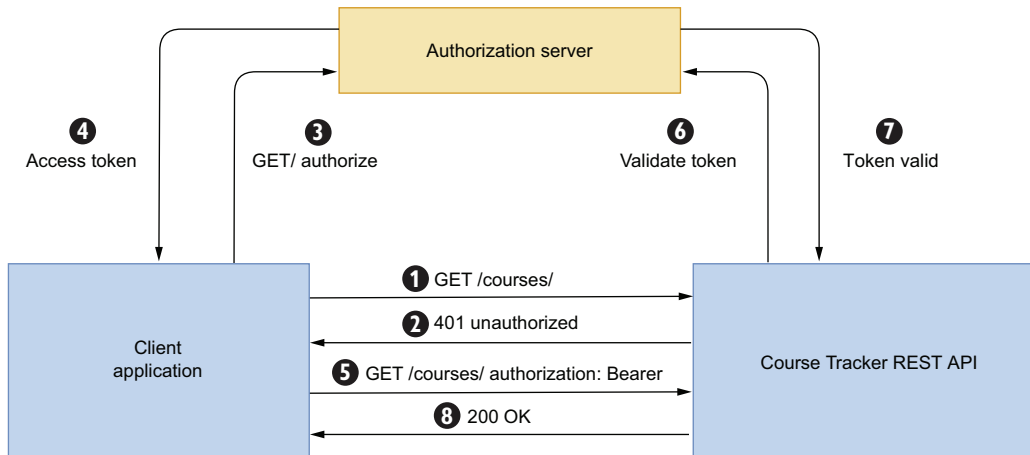 Authorization server
4
Access token
3
GET/ authorize
6
Validate token
7
Token valid
1 GET /courses/
2 401 unauthorized
Client
application
5 GET /courses/ authorization: Bearer
8 200 OK
Course Tracker REST API